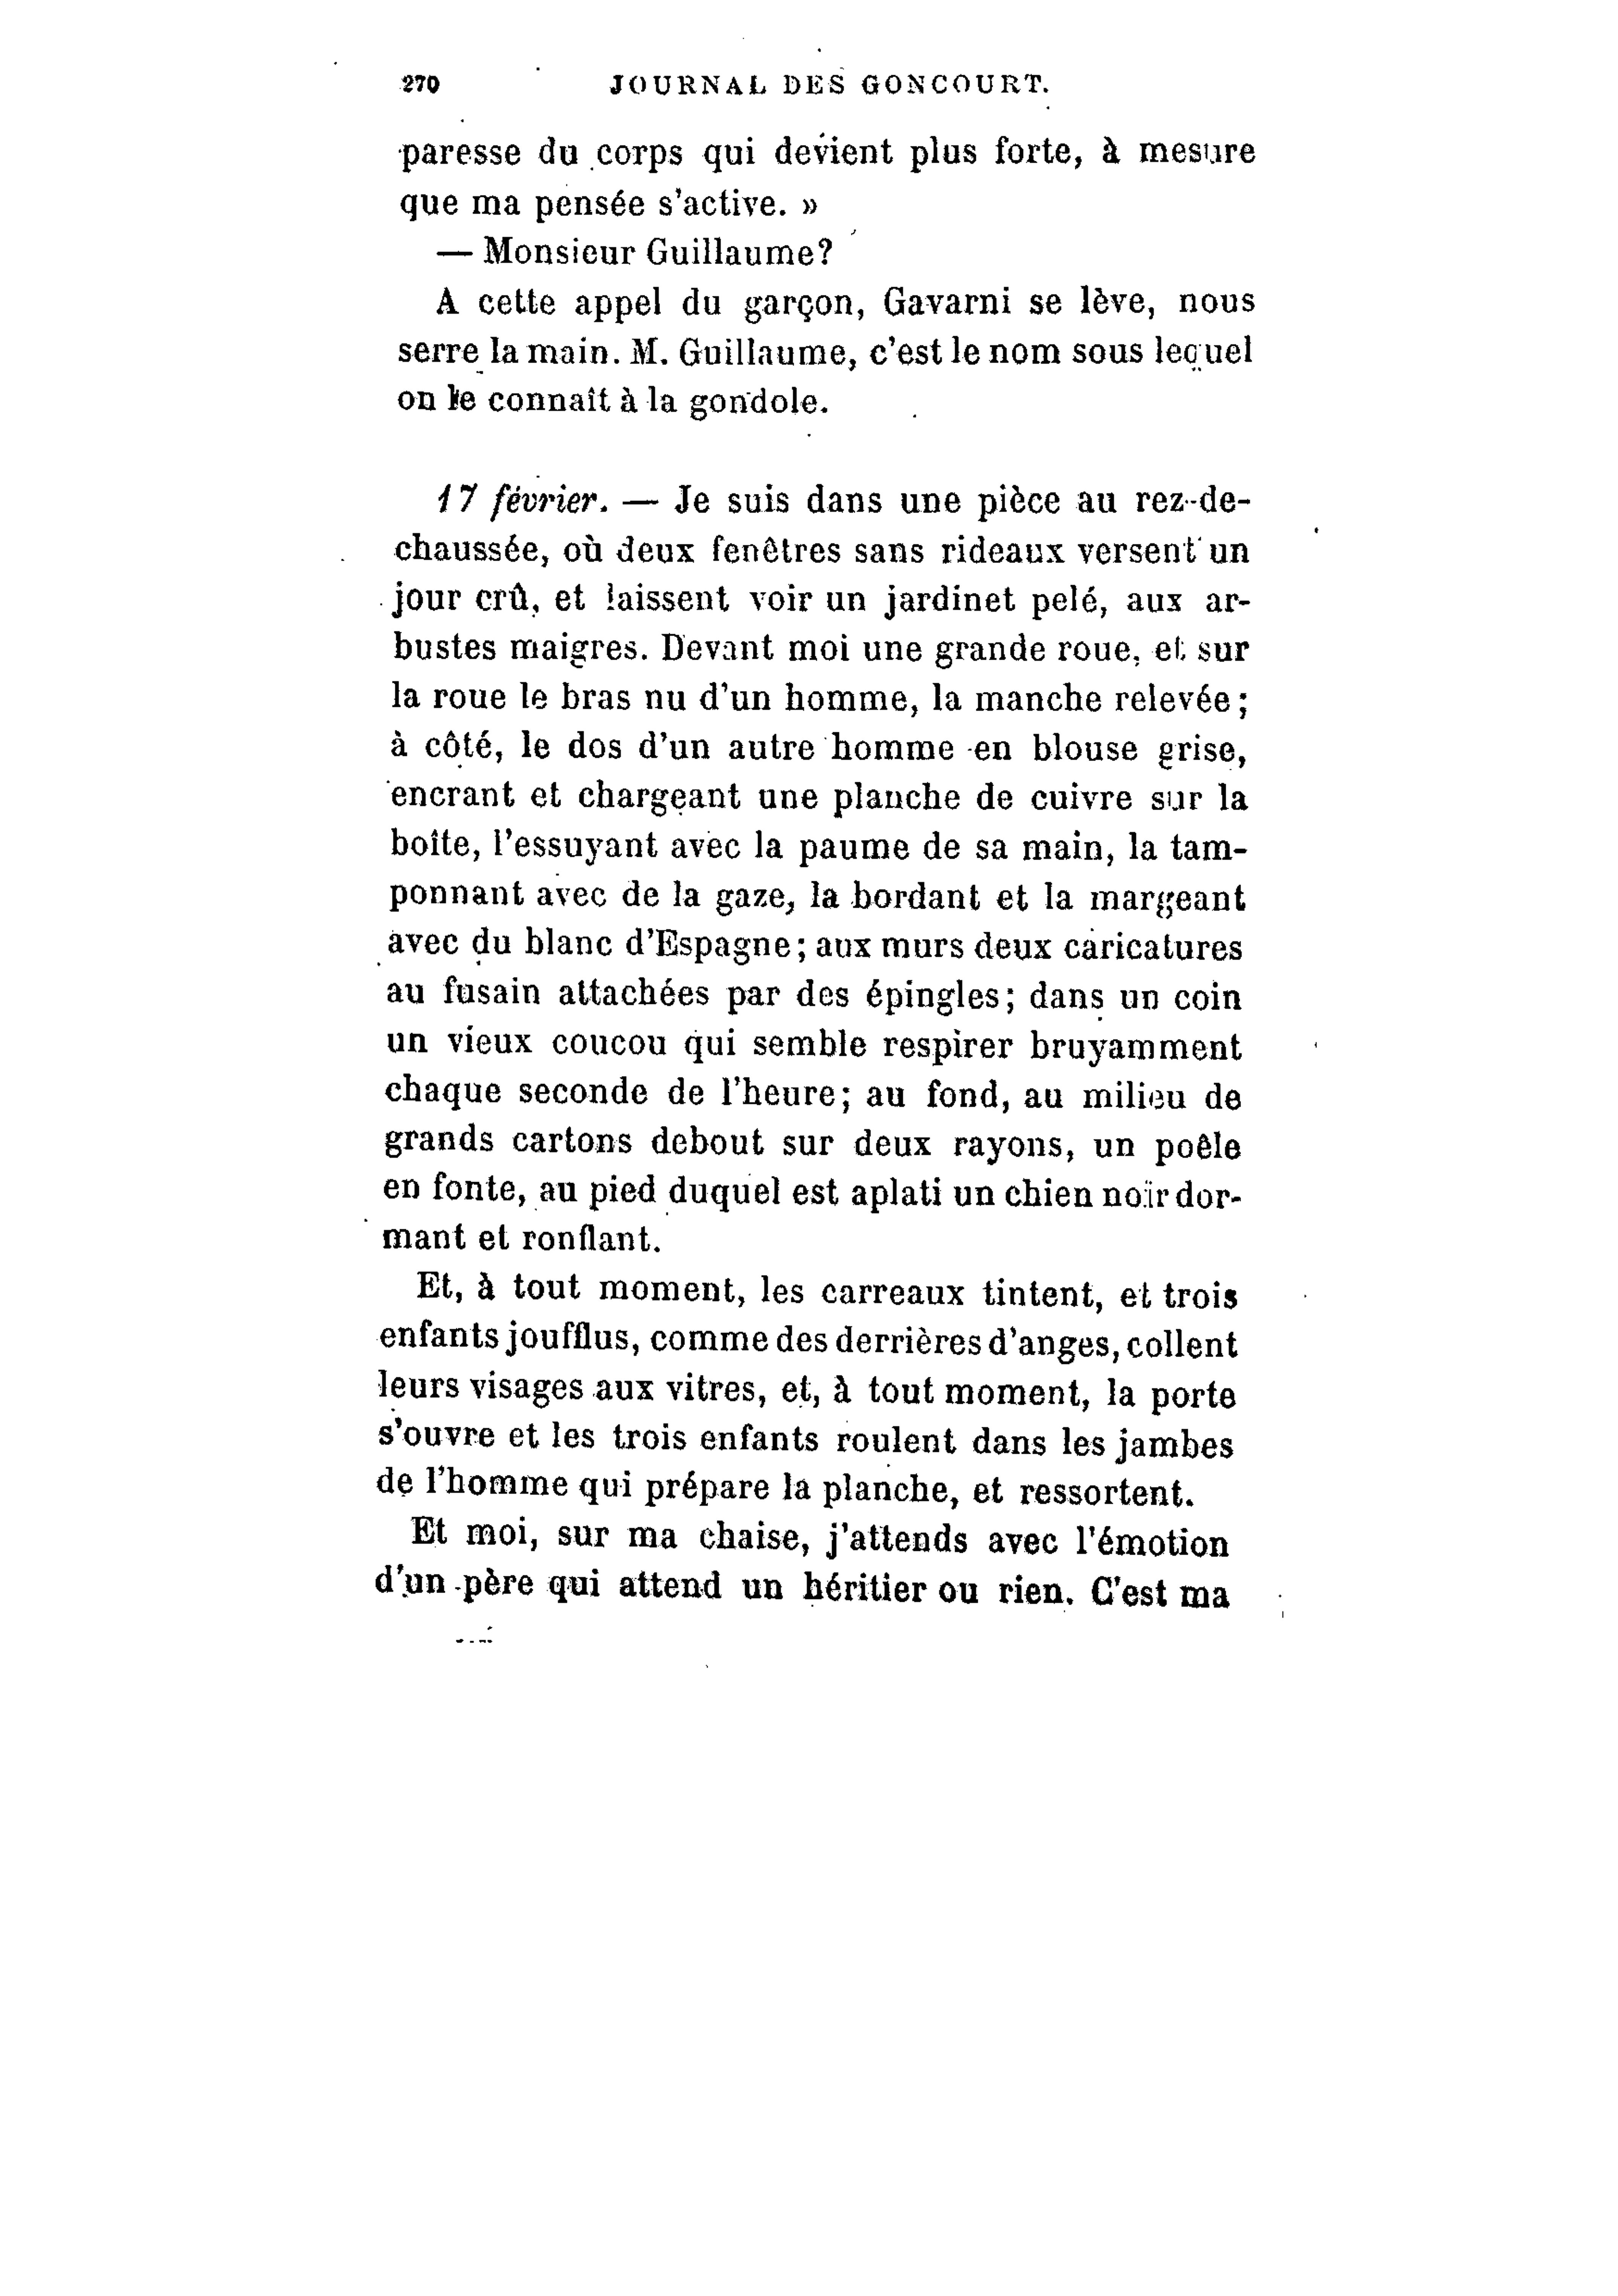 270 JOURNAL DES GONCOURT.
paresse du corps qui devient plus forte, à mesure
que ma pensée s'active. »
— Monsieur Guillaume?
A cette appel du garçon, Gavarni se lève, nous
serre la main. M. Guillaume, c'est le nom sous lequel
on le connaît à la gondole.
17 février. — Je suis dans une pièce au rez-de-
chaussée, où deux fenêtres sans rideaux versent un
jour crû, et laissent voir un jardinet pelé, aux ar-
bustes maigres. Devant moi une grande roue, et sur
la roue le bras nu d'un homme, la manche relevée;
à côté, le dos d'un autre homme en blouse grise,
encrant et chargeant une planche de cuivre sur la
boîte, l'essuyant avec la paume de sa main, la tam-
ponnant avec de la gaze, la bordant et la margeant
avec du blanc d'Espagne; aux murs deux caricatures
au fusain attachées par des épingles; dans un coin
un vieux coucou qui semble respirer bruyamment
chaque seconde de l'heure; au fond, au milieu de
grands cartons debout sur deux rayons, un poêle
en fonte, au pied duquel est aplati un chien noir dor-
mant et ronflant.
Et, à tout moment, les carreaux tintent, et trois
enfants joufflus, comme des derrières d'anges, collent
leurs visages aux vitres, et, à tout moment, la porte
s'ouvre et les trois enfants roulent dans les jambes
de l'homme qui prépare la planche, et ressortent.
Et moi, sur ma chaise, j'attends avec l'émotion
d'un père qui attend un héritier ou rien. C'est ma